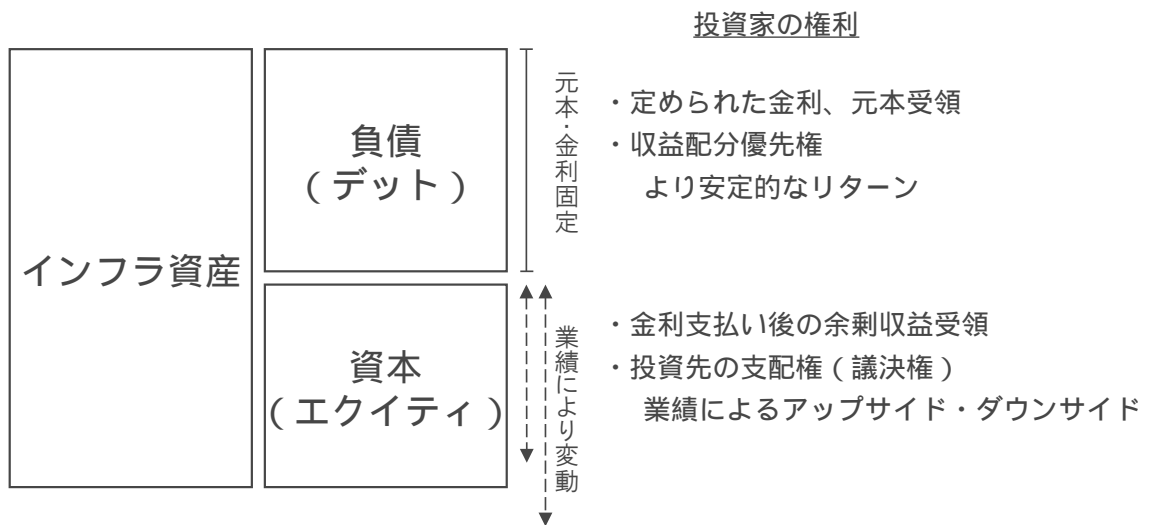 投資家の権利
インフラ資産
負債
（デット）
元本・金利固定
・定められた金利、元本受領
・収益配分優先権
より安定的なリターン
資本
（エクイティ）
業績により変動
・金利支払い後の余剰収益受領
・投資先の支配権（議決権）
業績によるアップサイド・ダウンサイド